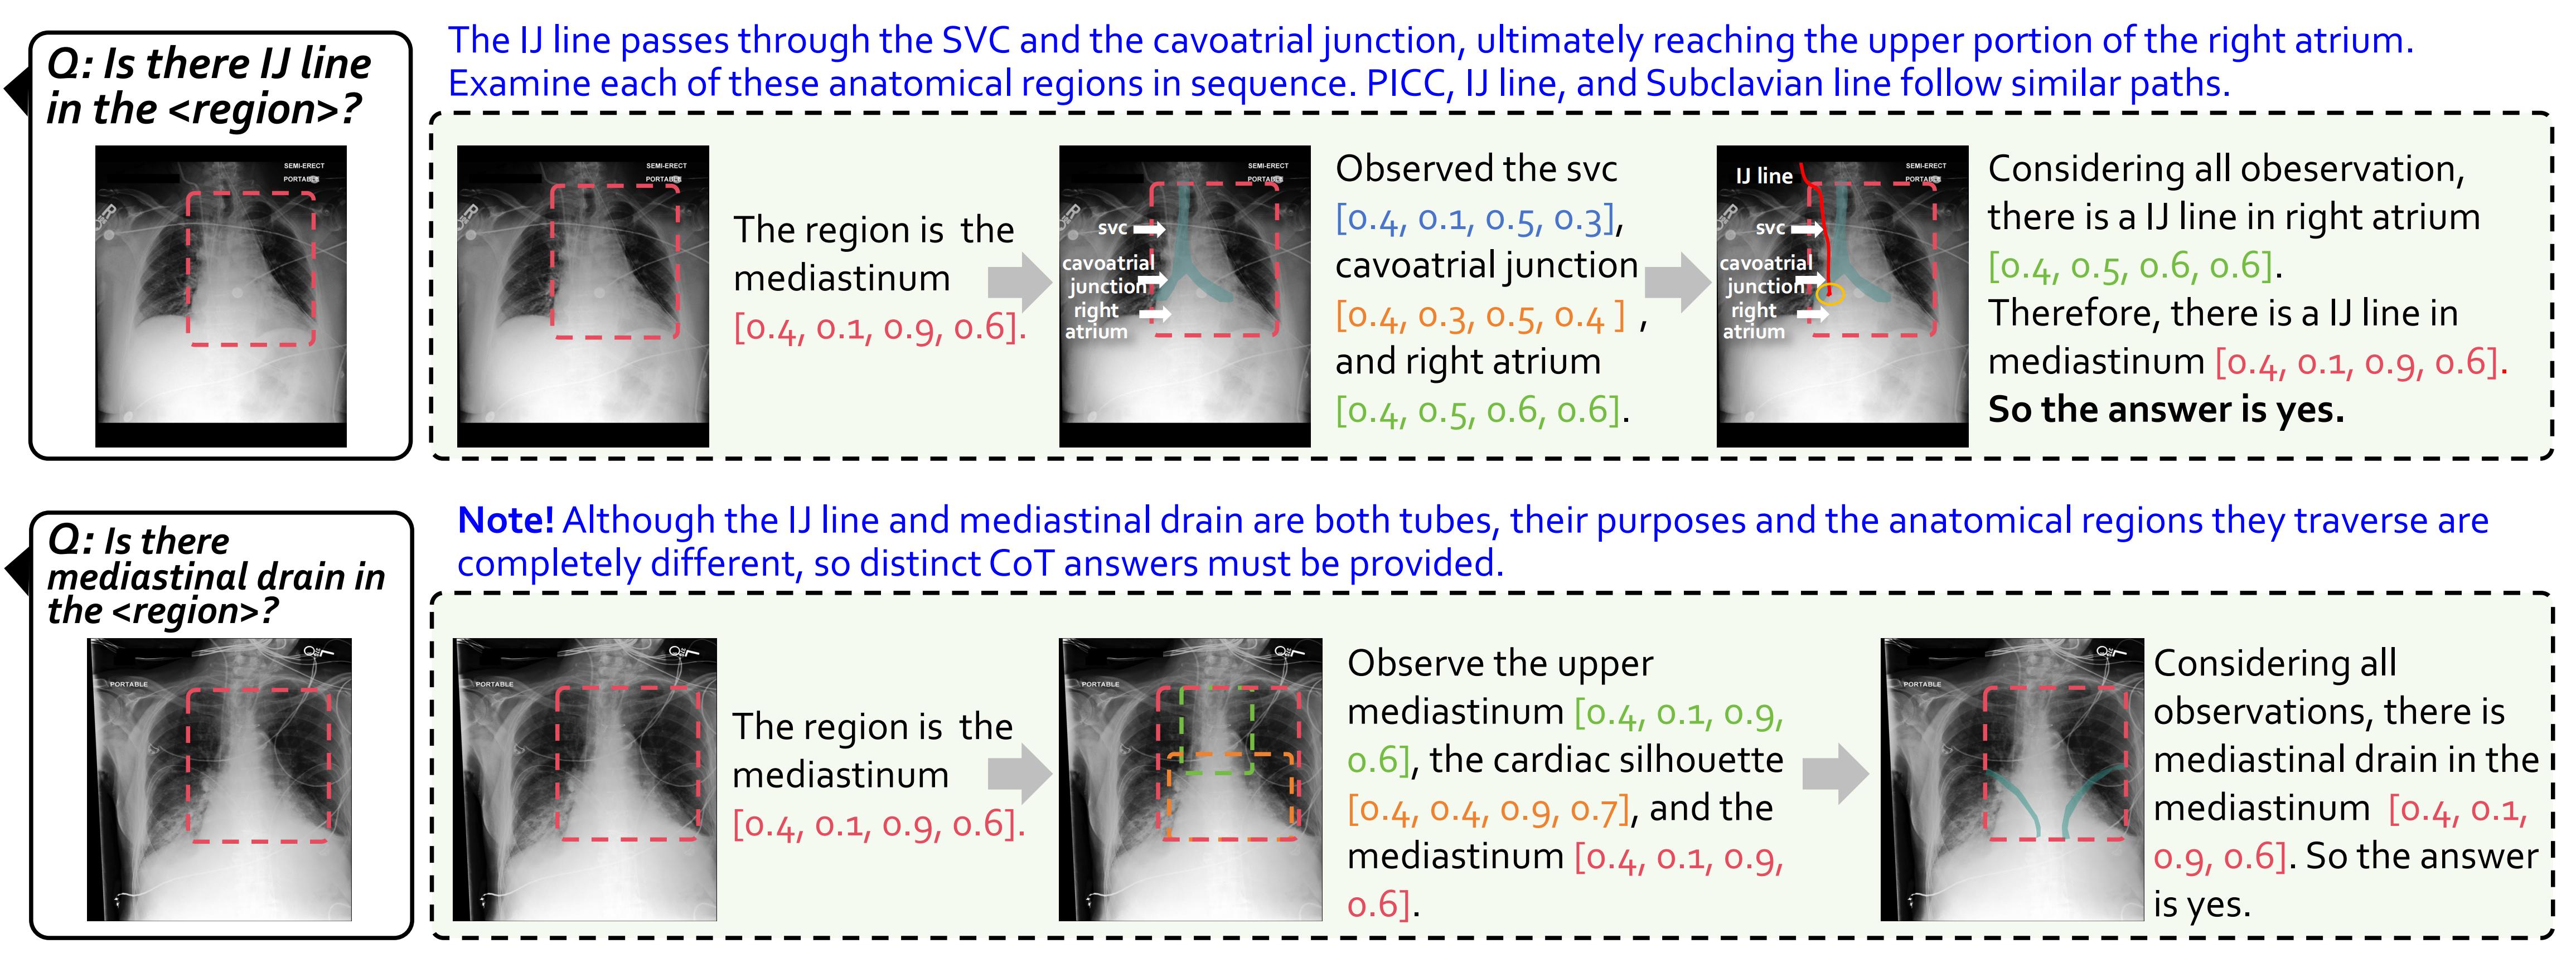 Q: Is there IJ line
in the <region>?
SEMI-ERECT
PORTABLE
The IJ line passes through the SVC and the cavoatrial junction, ultimately reaching the upper portion of the right atrium.
Examine each of these anatomical regions in sequence. PICC, IJ line, and Subclavian line follow similar paths.
SEMI-ERECT
PORTABLE
The region is the
mediastinum
[0.4, 0.1, 0.9, 0.6].
SEMI-ERECT
PORTABLE
svc
cavoatrial
junction
right
atrium
Observed the svc
[0.4, 0.1, 0.5, 0.3],
cavoatrial junction
[0.4, 0.3, 0.5, 0.4 ] ,
and right atrium
[0.4, 0.5, 0.6, 0.6].
IJ line
SEMI-ERECT
PORTABLE
svc
cavoatrial
junction
right
atrium
Considering all obeservation,
there is a IJ line in right atrium
[0.4, 0.5, 0.6, 0.6].
Therefore, there is a IJ line in
mediastinum [0.4, 0.1, 0.9, 0.6].
So the answer is yes.
Q: Is there
mediastinal drain in
the <region>?
PORTABLE
Note! Although the IJ line and mediastinal drain are both tubes, their purposes and the anatomical regions they traverse are
completely different, so distinct CoT answers must be provided.
PORTABLE
The region is the
mediastinum
[0.4, 0.1, 0.9, 0.6].
PORTABLE
Observe the upper
mediastinum [0.4, 0.1, 0.9,
0.6], the cardiac silhouette
[0.4, 0.4, 0.9, 0.7], and the
mediastinum [0.4, 0.1, 0.9,
0.6].
PORTABLE
Considering all
observations, there is
mediastinal drain in the
mediastinum [0.4, 0.1,
0.9, 0.6]. So the answer
is yes.